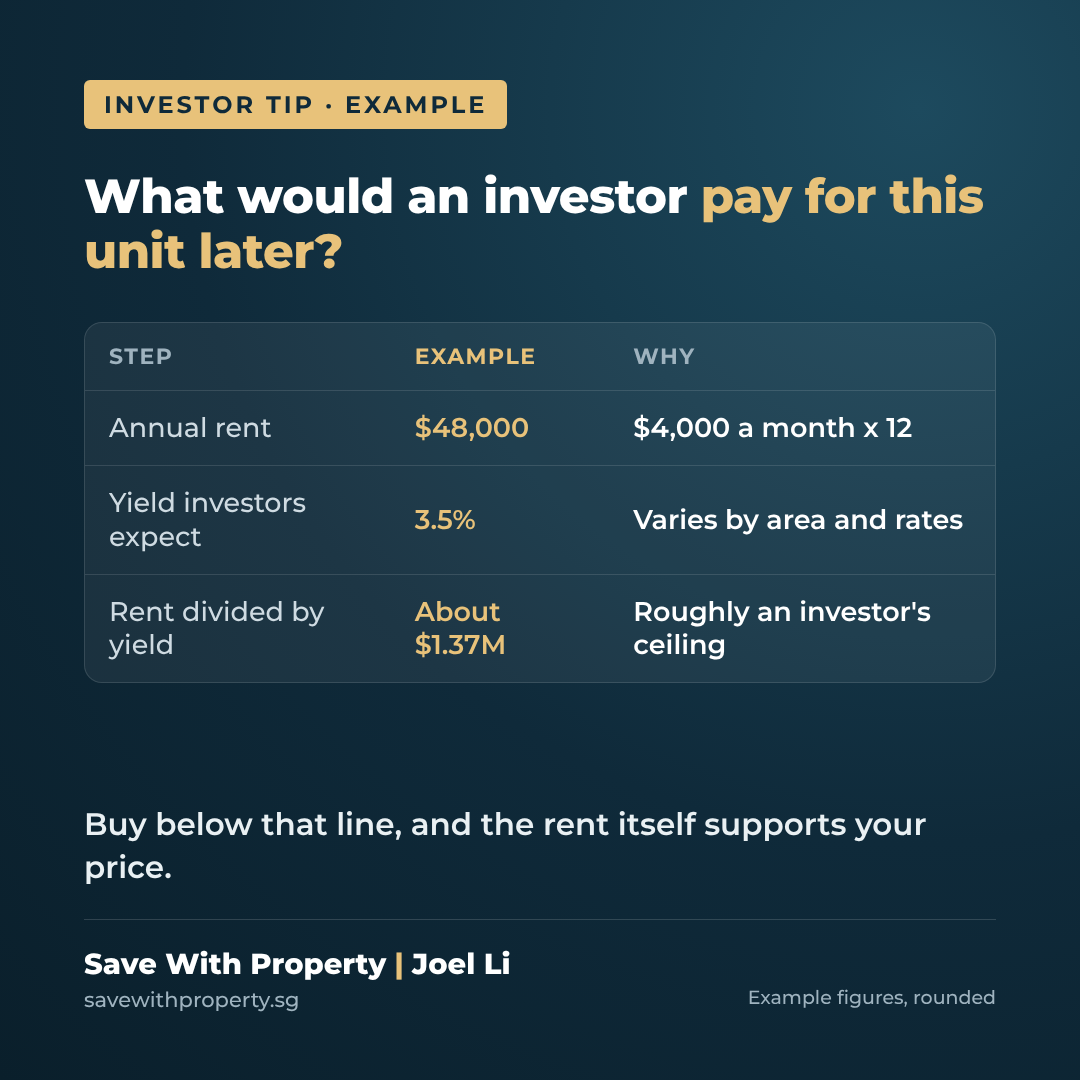 INVESTOR TIP · EXAMPLE
What would an investor pay for this
unit later?
STEP EXAMPLE WHY
Annual rent $48,000 $4,000 a month x 12
Yield investors
expect 3.5% Varies by area and rates
Rent divided by
yield About
$1.37M Roughly an investor's
ceiling
Buy below that line, and the rent itself supports your
price.
Save With Property | Joel Li
savewithproperty.sg
Example figures, rounded